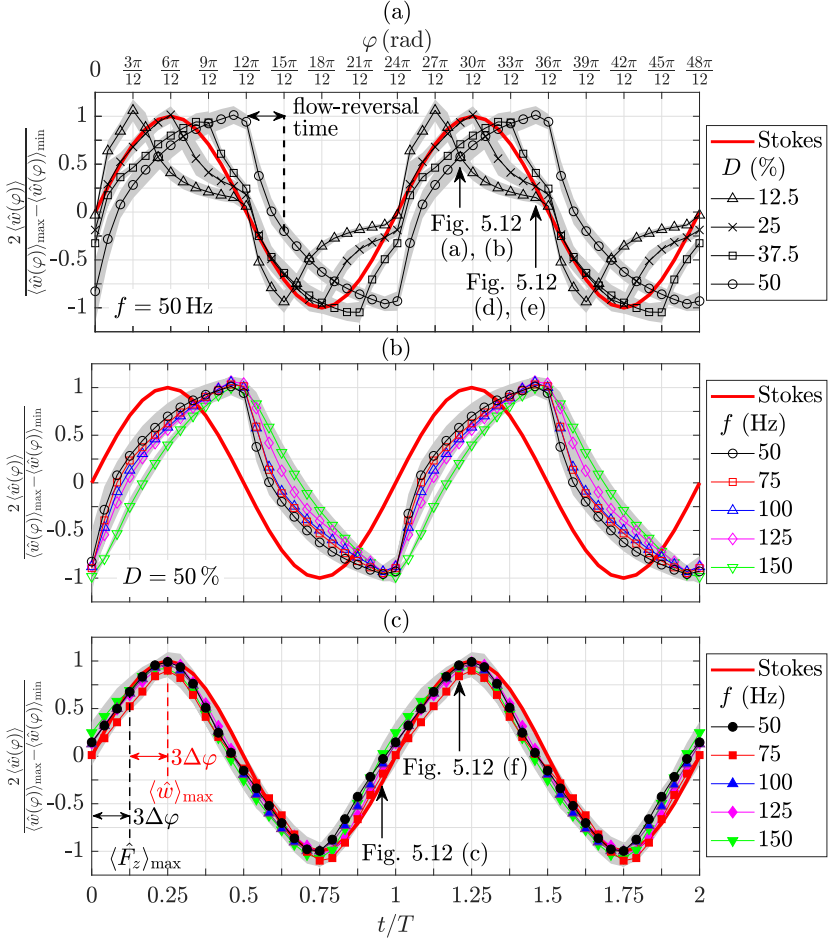 (a)
φ (rad)
0 3π/12 6π/12 9π/12 12π/12 15π/12 18π/12 21π/12 24π/12 27π/12 30π/12 33π/12 36π/12 39π/12 42π/12 45π/12 48π/12
1
0.5
0
-0.5
-1
2⟨ŵ(φ)⟩ / ⟨ŵ(φ)⟩max−⟨ŵ(φ)⟩min
flow-reversal
time
Fig. 5.12
(a), (b)
Fig. 5.12
(d), (e)
f = 50 Hz
Stokes
D (%)
12.5
25
37.5
50
(b)
1
0.5
0
-0.5
-1
2⟨ŵ(φ)⟩ / ⟨ŵ(φ)⟩max−⟨ŵ(φ)⟩min
D = 50 %
Stokes
f (Hz)
50
75
100
125
150
(c)
1
0.5
0
-0.5
-1
2⟨ŵ(φ)⟩ / ⟨ŵ(φ)⟩max−⟨ŵ(φ)⟩min
3Δφ
⟨ŵ⟩max
3Δφ
⟨F̂z⟩max
Fig. 5.12 (f)
Fig. 5.12 (c)
Stokes
f (Hz)
50
75
100
125
150
0 0.25 0.5 0.75 1 1.25 1.5 1.75 2
t/T